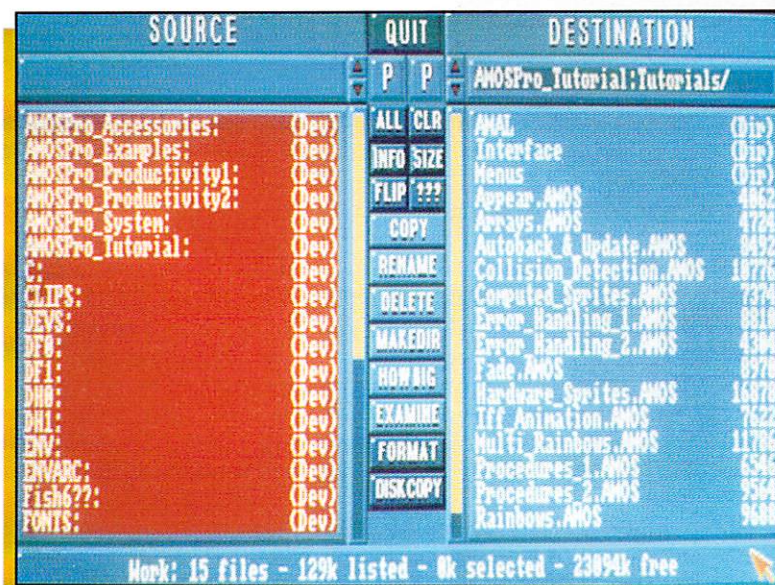 SOURCE
QUIT
DESTINATION
P P
AMOSPro_Tutorial:Tutorials/
AMOSPro_Accessories: (Dev)
AMOSPro_Examples: (Dev)
AMOSPro_Productivity1: (Dev)
AMOSPro_Productivity2: (Dev)
AMOSPro_System: (Dev)
AMOSPro_Tutorial: (Dev)
C: (Dev)
CLIPS: (Dev)
DEVS: (Dev)
DF0: (Dev)
DF1: (Dev)
DH0: (Dev)
DH1: (Dev)
ENV: (Dev)
ENVARC: (Dev)
Fish6??: (Dev)
FONTS: (Dev)
ALL CLR
INFO SIZE
FLIP ???
COPY
RENAME
DELETE
MAKEDIR
HOW BIG
EXAMINE
FORMAT
DISKCOPY
AMAL (Dir)
Interface (Dir)
Menus (Dir)
Appear.AMOS
Arrays.AMOS
Autoback_&_Update.AMOS
Collision_Detection.AMOS
Computed_Sprites.AMOS
Error_Handling_1.AMOS
Error_Handling_2.AMOS
Fade.AMOS
Hardware_Sprites.AMOS
Iff_Animation.AMOS
Multi_Rainbows.AMOS
Procedures_1.AMOS
Procedures_2.AMOS
Rainbows.AMOS
Work: 15 files - 129k listed - 0k selected - 23094k free